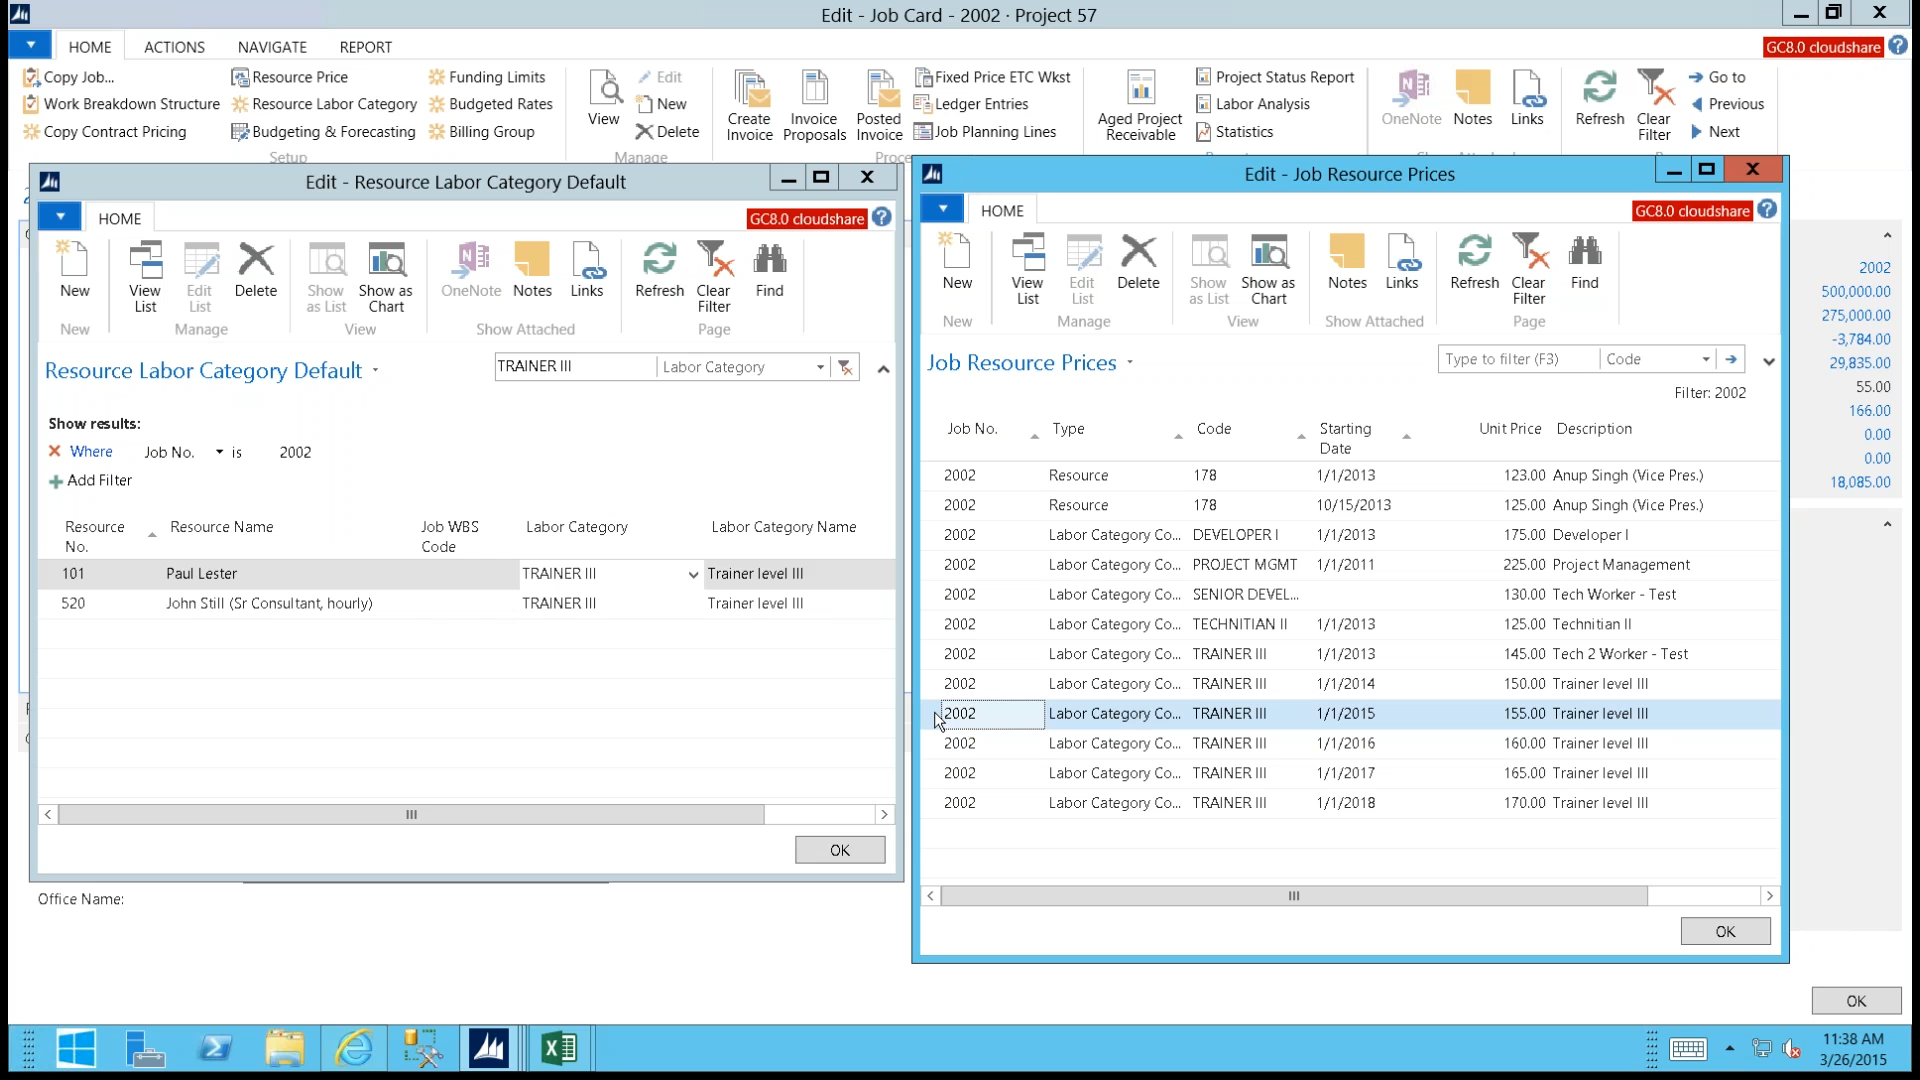 Edit - Job Card - 2002 · Project 57
HOME ACTIONS NAVIGATE REPORT
GC8.0 cloudshare
Copy Job...
Work Breakdown Structure
Copy Contract Pricing
Resource Price
Resource Labor Category
Budgeting & Forecasting
Funding Limits
Budgeted Rates
Billing Group
Setup
View
Edit
New
Delete
Manage
Create Invoice
Invoice Proposals
Posted Invoice
Fixed Price ETC Wkst
Ledger Entries
Job Planning Lines
Proce
Aged Project Receivable
Project Status Report
Labor Analysis
Statistics
OneNote
Notes
Links
Refresh
Clear Filter
Go to
Previous
Next
Edit - Resource Labor Category Default
HOME
GC8.0 cloudshare
New
View List
Edit List
Delete
Show as List
Show as Chart
OneNote
Notes
Links
Refresh
Clear Filter
Find
New Manage View Show Attached Page
Resource Labor Category Default
TRAINER III Labor Category
Show results:
Where Job No. is 2002
Add Filter
Resource No. Resource Name Job WBS Code Labor Category Labor Category Name
101 Paul Lester TRAINER III Trainer level III
520 John Still (Sr Consultant, hourly) TRAINER III Trainer level III
OK
Office Name:
Edit - Job Resource Prices
HOME
GC8.0 cloudshare
New
View List
Edit List
Delete
Show as List
Show as Chart
Notes
Links
Refresh
Clear Filter
Find
New Manage View Show Attached Page
Job Resource Prices
Type to filter (F3) Code
Filter: 2002
Job No. Type Code Starting Date Unit Price Description
2002 Resource 178 1/1/2013 123.00 Anup Singh (Vice Pres.)
2002 Resource 178 10/15/2013 125.00 Anup Singh (Vice Pres.)
2002 Labor Category Co... DEVELOPER I 1/1/2013 175.00 Developer I
2002 Labor Category Co... PROJECT MGMT 1/1/2011 225.00 Project Management
2002 Labor Category Co... SENIOR DEVEL... 130.00 Tech Worker - Test
2002 Labor Category Co... TECHNITIAN II 1/1/2013 125.00 Technitian II
2002 Labor Category Co... TRAINER III 1/1/2013 145.00 Tech 2 Worker - Test
2002 Labor Category Co... TRAINER III 1/1/2014 150.00 Trainer level III
2002 Labor Category Co... TRAINER III 1/1/2015 155.00 Trainer level III
2002 Labor Category Co... TRAINER III 1/1/2016 160.00 Trainer level III
2002 Labor Category Co... TRAINER III 1/1/2017 165.00 Trainer level III
2002 Labor Category Co... TRAINER III 1/1/2018 170.00 Trainer level III
OK
2002
500,000.00
275,000.00
-3,784.00
29,835.00
55.00
166.00
0.00
0.00
18,085.00
OK
11:38 AM
3/26/2015